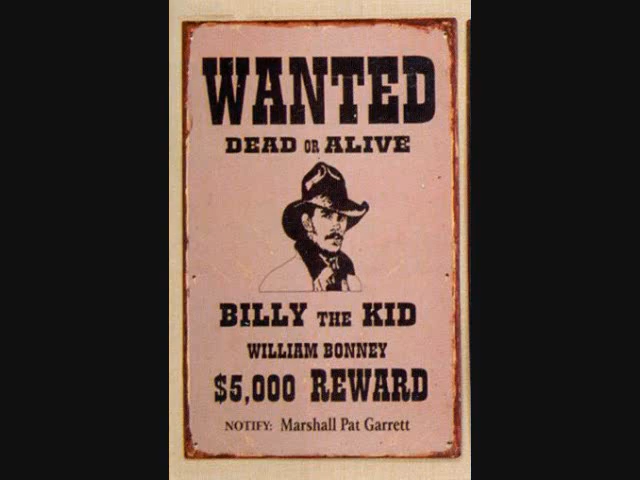 WANTED
DEAD OR ALIVE
BILLY THE KID
WILLIAM BONNEY
$5,000 REWARD
NOTIFY: Marshall Pat Garrett